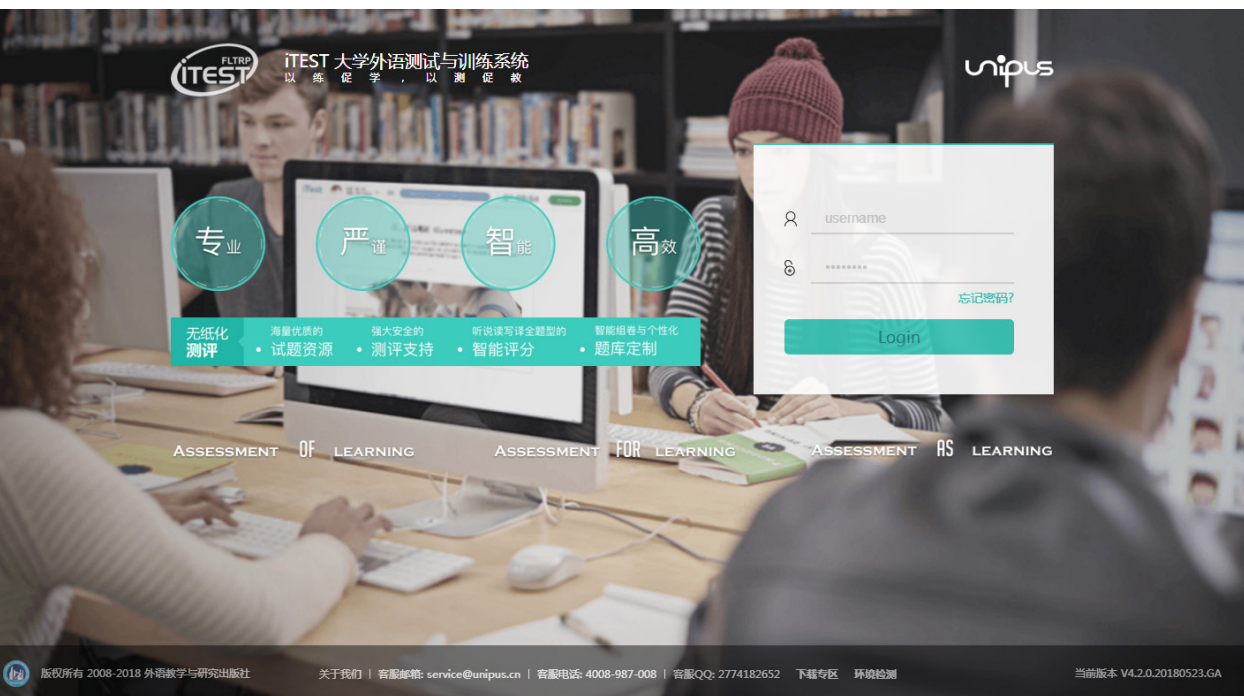 FLTRP
iTEST
iTEST 大学外语测试与训练系统
以练促学，以测促教
unipus
专业
严谨
智能
高效
username
********
忘记密码?
Login
无纸化
测评
海量优质的
• 试题资源
强大安全的
• 测评支持
听说读写译全题型的
• 智能评分
智能组卷与个性化
• 题库定制
ASSESSMENT OF LEARNING
ASSESSMENT FOR LEARNING
ASSESSMENT AS LEARNING
版权所有 2008-2018 外语教学与研究出版社
关于我们 | 客服邮箱: service@unipus.cn | 客服电话: 4008-987-008 | 客服QQ: 2774182652 下载专区 环境检测
当前版本 V4.2.0.20180523.GA